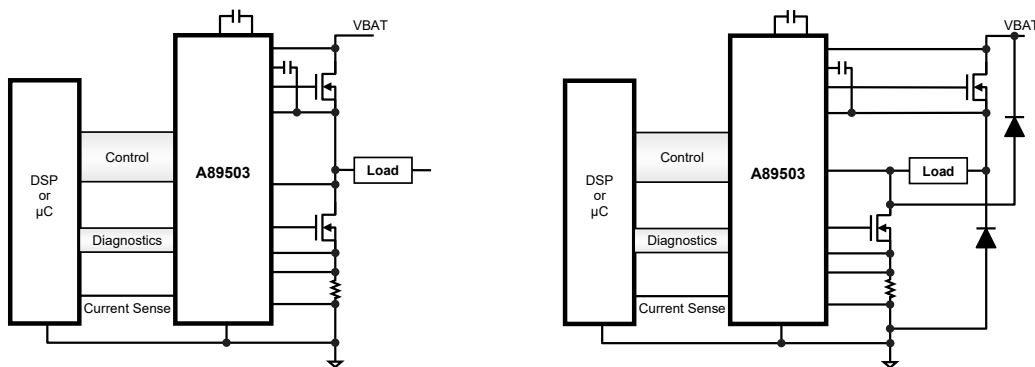 VBAT
Control
A89503
Load
DSP
or
µC
Diagnostics
Current Sense
VBAT
Control
A89503
Load
DSP
or
µC
Diagnostics
Current Sense